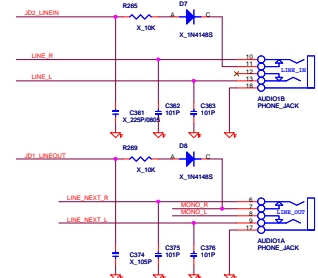 R265
D7
JD2_LINEIN
A
C
X_10K
X_1N4148S
LINE_R
LINE_L
10
11
12
13
18
LINE_IN
C361
X_225P/0805
C362
101P
C363
101P
AUDIO1B
PHONE_JACK
R269
D8
JD1_LINEOUT
A
C
X_10K
X_1N4148S
LINE_NEXT_R
MONO_R
MONO_L
LINE_NEXT_L
6
7
8
9
17
LINE_OUT
C374
X_105P
C375
101P
C376
101P
AUDIO1A
PHONE_JACK